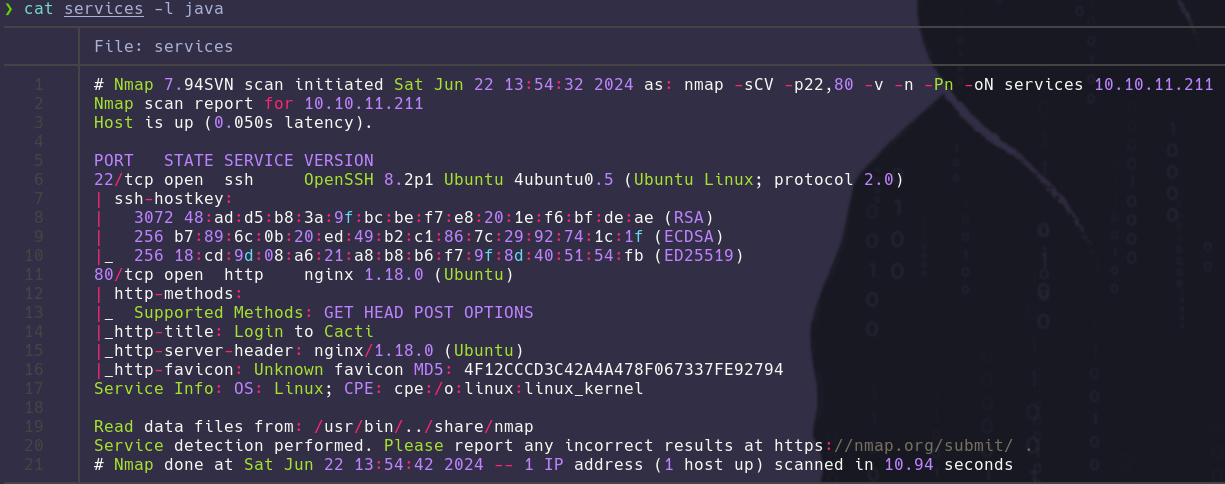 ❯ cat services -l java
File: services
1 # Nmap 7.94SVN scan initiated Sat Jun 22 13:54:32 2024 as: nmap -sCV -p22,80 -v -n -Pn -oN services 10.10.11.211
2 Nmap scan report for 10.10.11.211
3 Host is up (0.050s latency).
4
5 PORT   STATE SERVICE VERSION
6 22/tcp open  ssh     OpenSSH 8.2p1 Ubuntu 4ubuntu0.5 (Ubuntu Linux; protocol 2.0)
7 | ssh-hostkey:
8 |   3072 48:ad:d5:b8:3a:9f:bc:be:f7:e8:20:1e:f6:bf:de:ae (RSA)
9 |   256 b7:89:6c:0b:20:ed:49:b2:c1:86:7c:29:92:74:1c:1f (ECDSA)
10 |_  256 18:cd:9d:08:a6:21:a8:b8:b6:f7:9f:8d:40:51:54:fb (ED25519)
11 80/tcp open  http    nginx 1.18.0 (Ubuntu)
12 | http-methods:
13 |_  Supported Methods: GET HEAD POST OPTIONS
14 |_http-title: Login to Cacti
15 |_http-server-header: nginx/1.18.0 (Ubuntu)
16 |_http-favicon: Unknown favicon MD5: 4F12CCCD3C42A4A478F067337FE92794
17 Service Info: OS: Linux; CPE: cpe:/o:linux:linux_kernel
18
19 Read data files from: /usr/bin/../share/nmap
20 Service detection performed. Please report any incorrect results at https://nmap.org/submit/ .
21 # Nmap done at Sat Jun 22 13:54:42 2024 -- 1 IP address (1 host up) scanned in 10.94 seconds